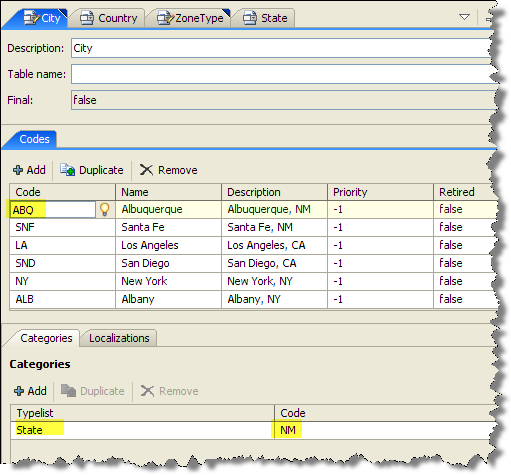 City Country ZoneType State
Description: City
Table name:
Final: false
Codes
Add Duplicate Remove
Code Name Description Priority Retired
ABQ Albuquerque Albuquerque, NM -1 false
SNF Santa Fe Santa Fe, NM -1 false
LA Los Angeles Los Angeles, CA -1 false
SND San Diego San Diego, CA -1 false
NY New York New York, NY -1 false
ALB Albany Albany, NY -1 false
Categories Localizations
Categories
Add Duplicate Remove
Typelist Code
State NM